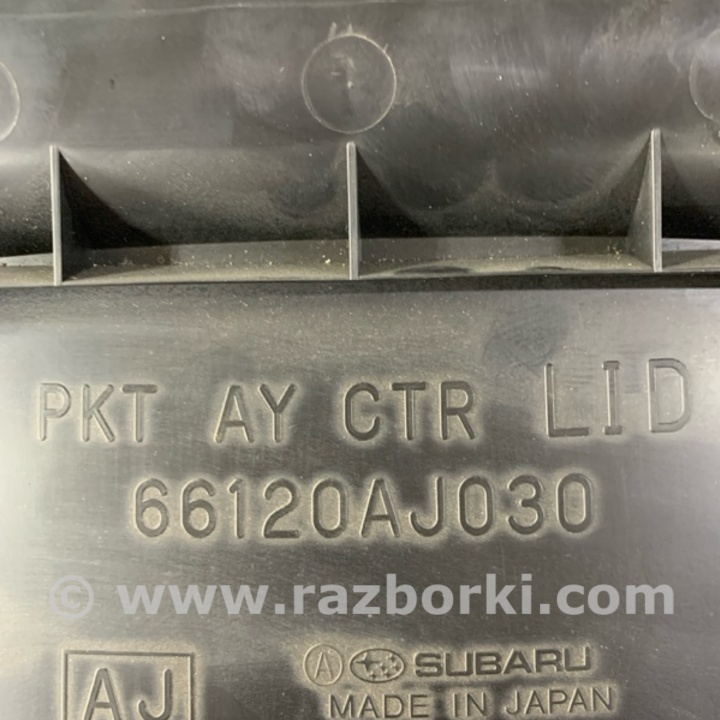 PKT AY CTR LID
66120AJ030
© www.razborki.com
AJ
A SUBARU
MADE IN JAPAN